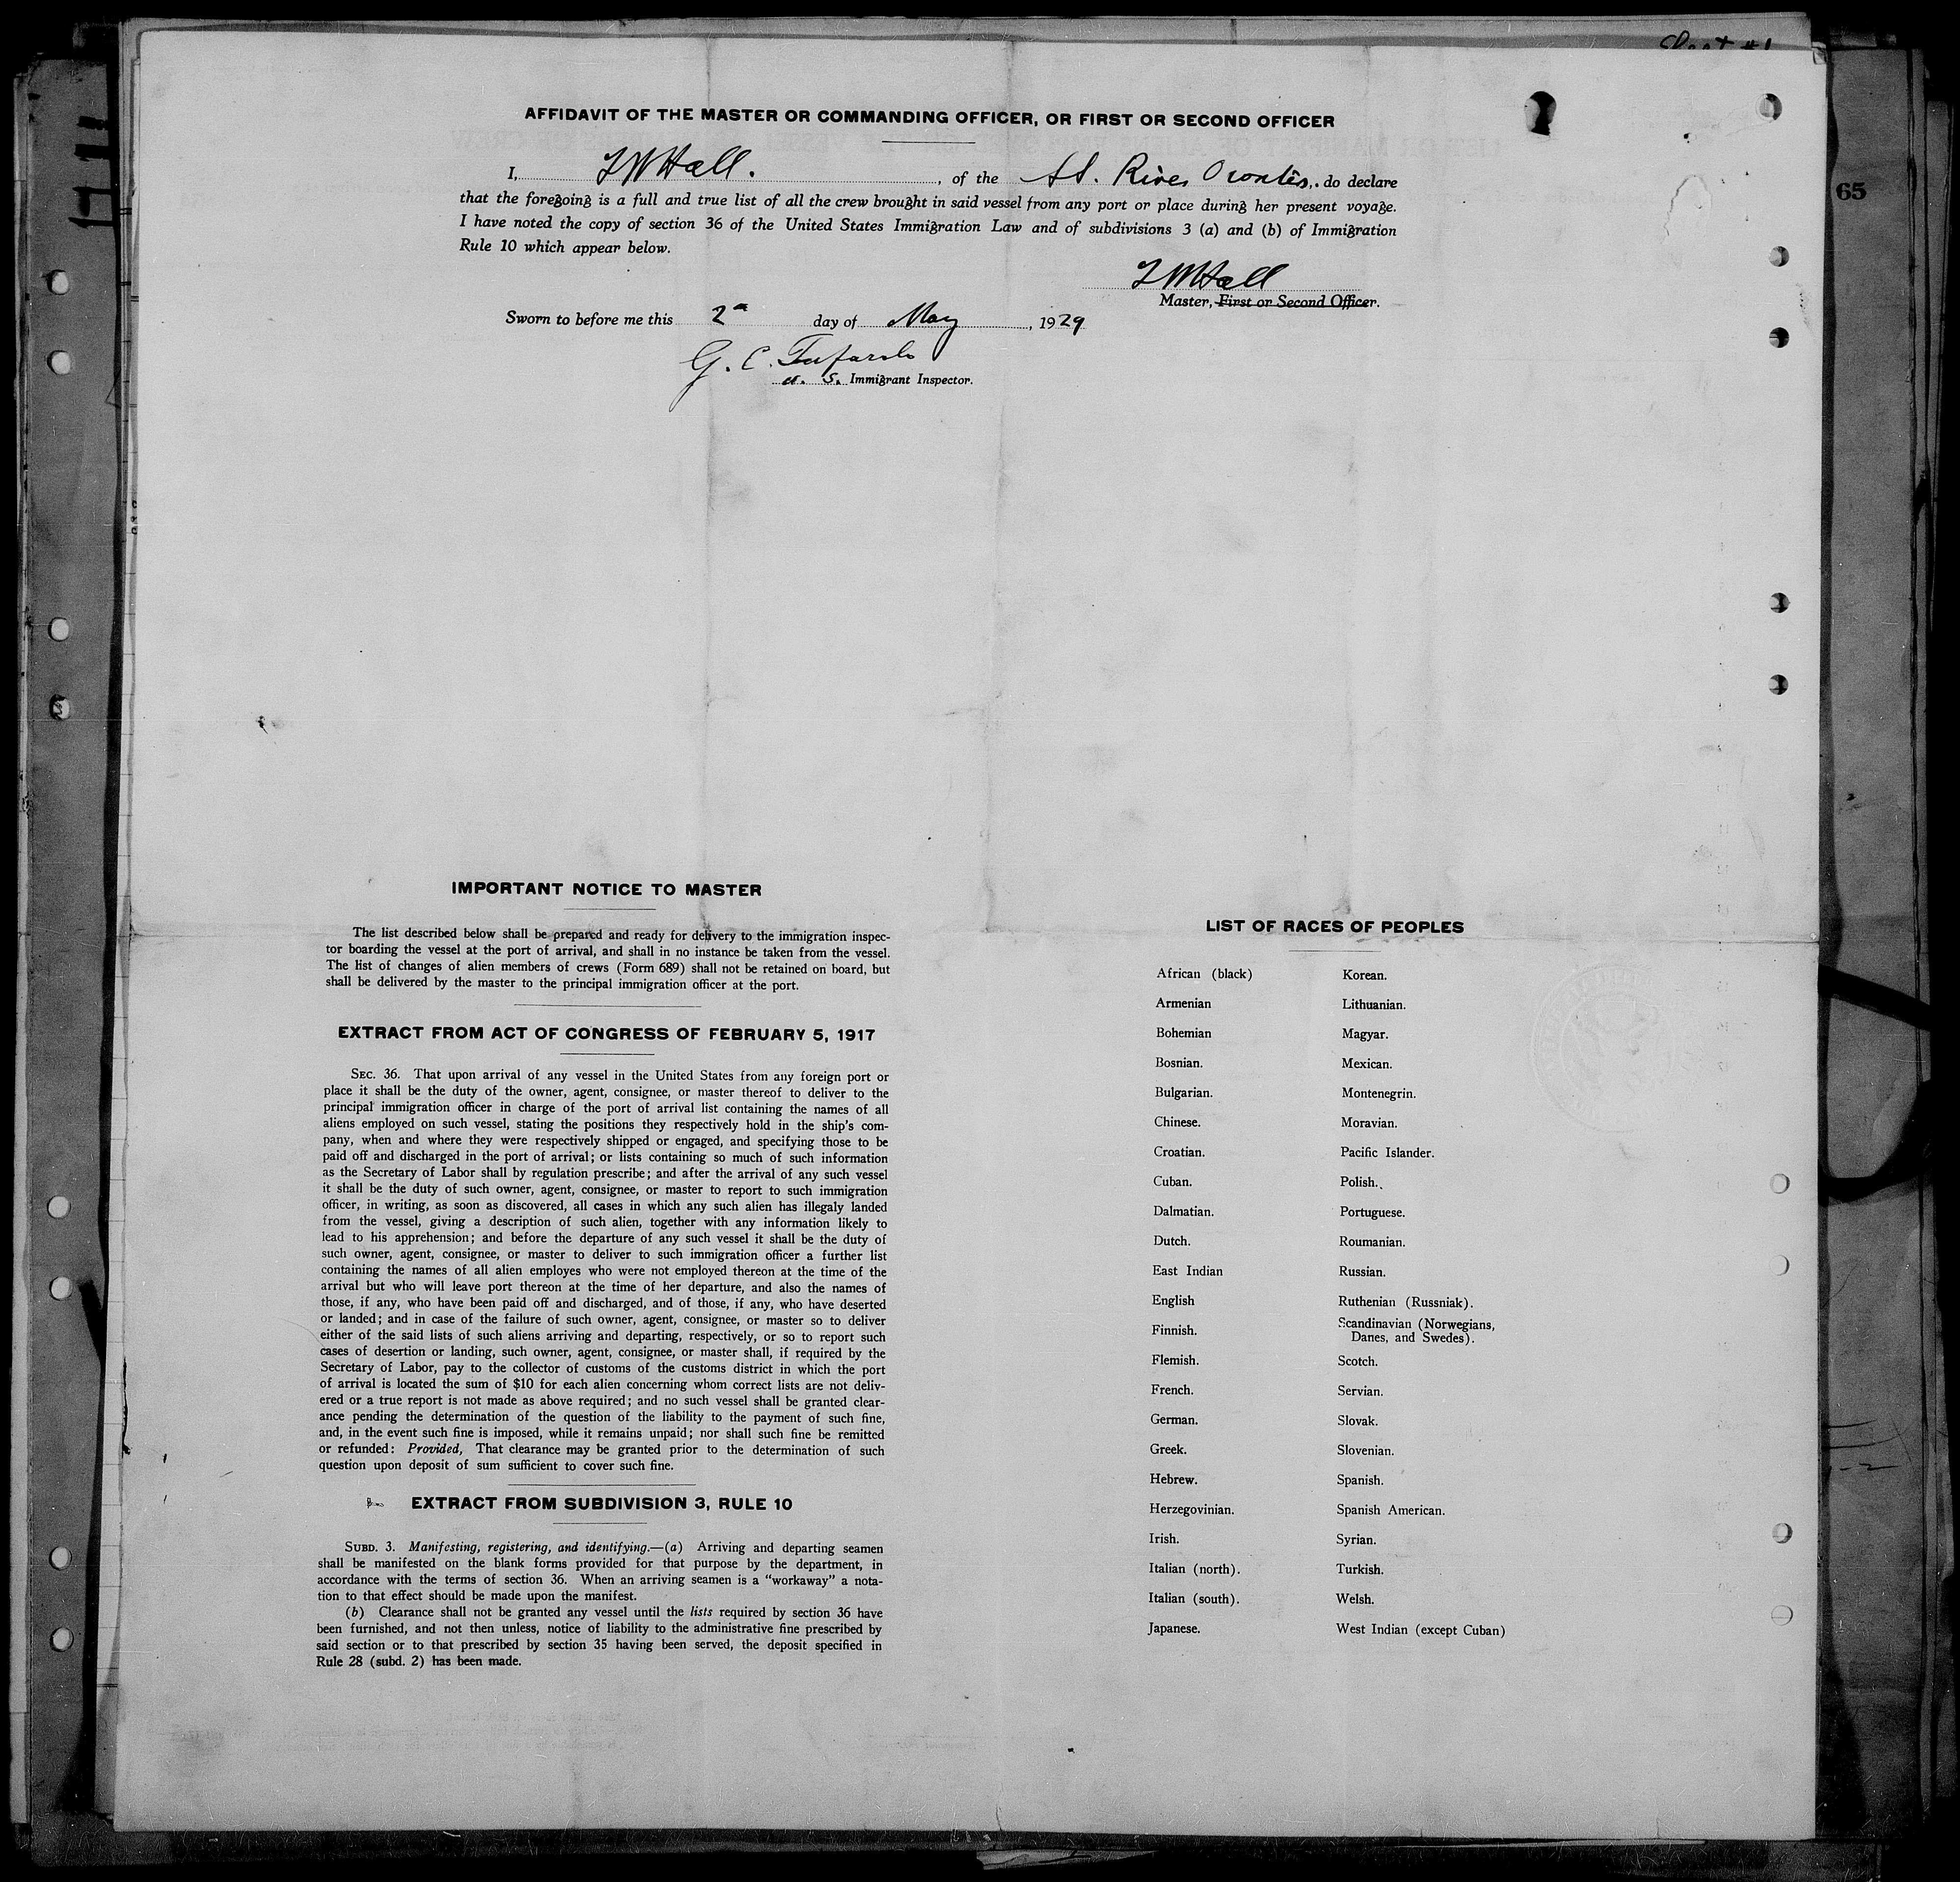 65
AFFIDAVIT OF THE MASTER OR COMMANDING OFFICER, OR FIRST OR SECOND OFFICER
I, Hall. , of the River Orontes, do declare
that the foregoing is a full and true list of all the crew brought in said vessel from any port or place during her present voyage.
I have noted the copy of section 36 of the United States Immigration Law and of subdivisions 3 (a) and (b) of Immigration
Rule 10 which appear below.
Hall
Master, First or Second Officer.
Sworn to before me this 2 day of May , 1929
G. C.
U. S. Immigrant Inspector.
IMPORTANT NOTICE TO MASTER
The list described below shall be prepared and ready for delivery to the immigration inspec-
tor boarding the vessel at the port of arrival, and shall in no instance be taken from the vessel.
The list of changes of alien members of crews (Form 689) shall not be retained on board, but
shall be delivered by the master to the principal immigration officer at the port.
EXTRACT FROM ACT OF CONGRESS OF FEBRUARY 5, 1917
SEC. 36. That upon arrival of any vessel in the United States from any foreign port or
place it shall be the duty of the owner, agent, consignee, or master thereof to deliver to the
principal immigration officer in charge of the port of arrival list containing the names of all
aliens employed on such vessel, stating the positions they respectively hold in the ship's com-
pany, when and where they were respectively shipped or engaged, and specifying those to be
paid off and discharged in the port of arrival; or lists containing so much of such information
as the Secretary of Labor shall by regulation prescribe; and after the arrival of any such vessel
it shall be the duty of such owner, agent, consignee, or master to report to such immigration
officer, in writing, as soon as discovered, all cases in which any such alien has illegaly landed
from the vessel, giving a description of such alien, together with any information likely to
lead to his apprehension; and before the departure of any such vessel it shall be the duty of
such owner, agent, consignee, or master to deliver to such immigration officer a further list
containing the names of all alien employes who were not employed thereon at the time of the
arrival but who will leave port thereon at the time of her departure, and also the names of
those, if any, who have been paid off and discharged, and of those, if any, who have deserted
or landed; and in case of the failure of such owner, agent, consignee, or master so to deliver
either of the said lists of such aliens arriving and departing, respectively, or so to report such
cases of desertion or landing, such owner, agent, consignee, or master shall, if required by the
Secretary of Labor, pay to the collector of customs of the customs district in which the port
of arrival is located the sum of $10 for each alien concerning whom correct lists are not deliv-
ered or a true report is not made as above required; and no such vessel shall be granted clear-
ance pending the determination of the question of the liability to the payment of such fine,
and, in the event such fine is imposed, while it remains unpaid; nor shall such fine be remitted
or refunded: Provided, That clearance may be granted prior to the determination of such
question upon deposit of sum sufficient to cover such fine.
EXTRACT FROM SUBDIVISION 3, RULE 10
SUBD. 3. Manifesting, registering, and identifying.—(a) Arriving and departing seamen
shall be manifested on the blank forms provided for that purpose by the department, in
accordance with the terms of section 36. When an arriving seamen is a "workaway" a nota-
tion to that effect should be made upon the manifest.
(b) Clearance shall not be granted any vessel until the lists required by section 36 have
been furnished, and not then unless, notice of liability to the administrative fine prescribed by
said section or to that prescribed by section 35 having been served, the deposit specified in
Rule 28 (subd. 2) has been made.
LIST OF RACES OF PEOPLES
African (black) Korean.
Armenian Lithuanian.
Bohemian Magyar.
Bosnian. Mexican.
Bulgarian. Montenegrin.
Chinese. Moravian.
Croatian. Pacific Islander.
Cuban. Polish.
Dalmatian. Portuguese.
Dutch. Roumanian.
East Indian Russian.
English Ruthenian (Russniak).
Finnish. Scandinavian (Norwegians,
Danes, and Swedes).
Flemish. Scotch.
French. Servian.
German. Slovak.
Greek. Slovenian.
Hebrew. Spanish.
Herzegovinian. Spanish American.
Irish. Syrian.
Italian (north). Turkish.
Italian (south). Welsh.
Japanese. West Indian (except Cuban)